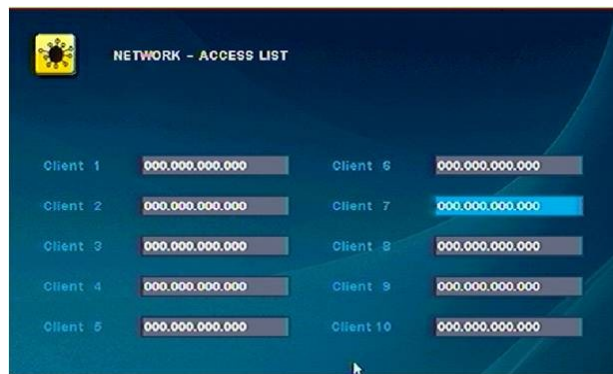 NETWORK - ACCESS LIST
Client 1 000.000.000.000 Client 6 000.000.000.000
Client 2 000.000.000.000 Client 7 000.000.000.000
Client 3 000.000.000.000 Client 8 000.000.000.000
Client 4 000.000.000.000 Client 9 000.000.000.000
Client 5 000.000.000.000 Client 10 000.000.000.000